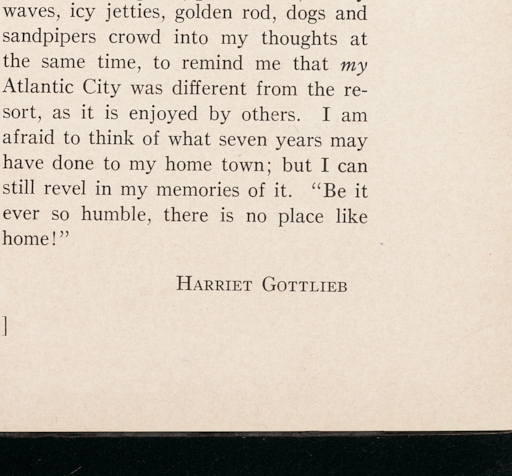 waves, icy jetties, golden rod, dogs and
sandpipers crowd into my thoughts at
the same time, to remind me that my
Atlantic City was different from the re-
sort, as it is enjoyed by others. I am
afraid to think of what seven years may
have done to my home town; but I can
still revel in my memories of it. “Be it
ever so humble, there is no place like
home!”
HARRIET GOTTLIEB
]